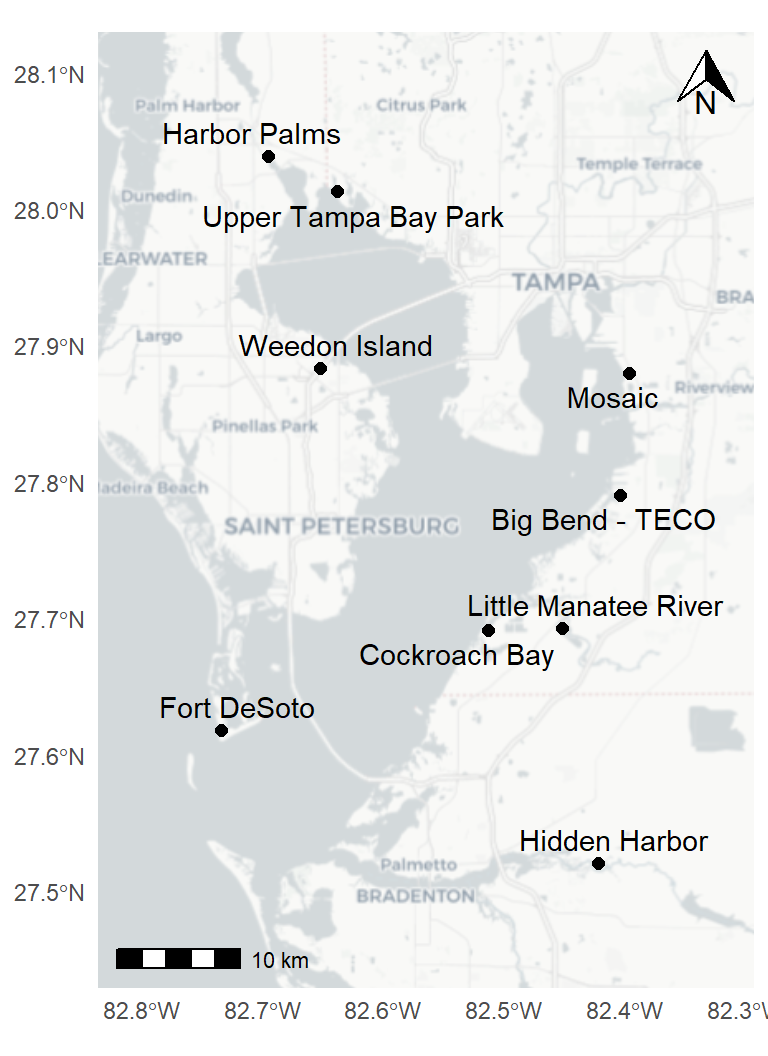 28.1°N
N
Palm Harbor
Citrus Park
Harbor Palms
Temple Terrace
Dunedin
28.0°N
Upper Tampa Bay Park
LEARWATER
TAMPA
BRA
Largo
27.9°N
Weedon Island
Mosaic
Riverview
Pinellas Park
27.8°N
Madeira Beach
Big Bend - TECO
SAINT PETERSBURG
Little Manatee River
27.7°N
Cockroach Bay
Fort DeSoto
27.6°N
Hidden Harbor
Palmetto
27.5°N
BRADENTON
10 km
82.8°W 82.7°W 82.6°W 82.5°W 82.4°W 82.3°W